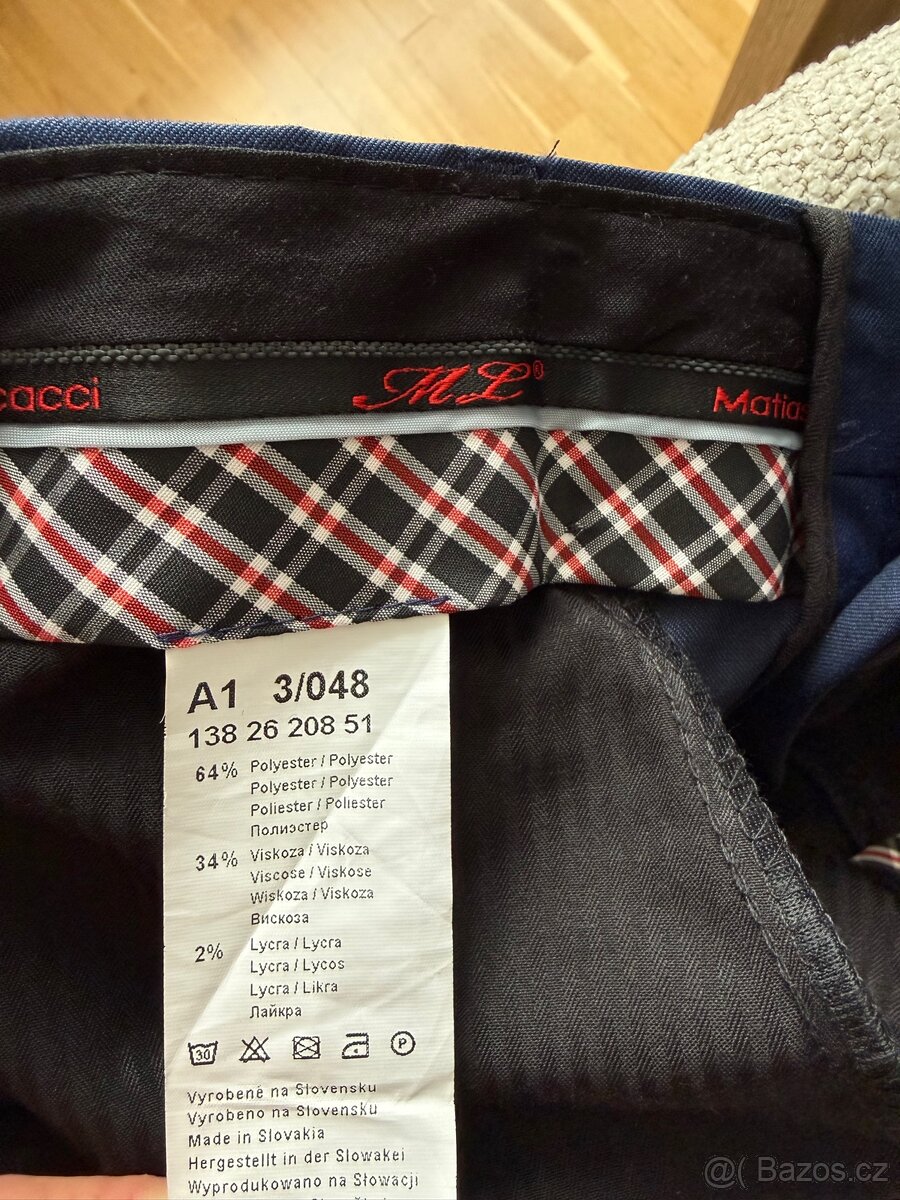 cacci ML® Matias
A1 3/048
138 26 208 51
64% Polyester / Polyester
Polyester / Polyester
Poliester / Poliester
Полиэстер
34% Viskoza / Viskoza
Viscose / Viskose
Wiskoza / Viskoza
Вискоза
2% Lycra / Lycra
Lycra / Lycos
Lycra / Likra
Лайкра
30 P
Vyrobené na Slovensku
Vyrobeno na Slovensku
Made in Slovakia
Hergestellt in der Slowakei
Wyprodukowano na Słowacji
@( Bazos.cz